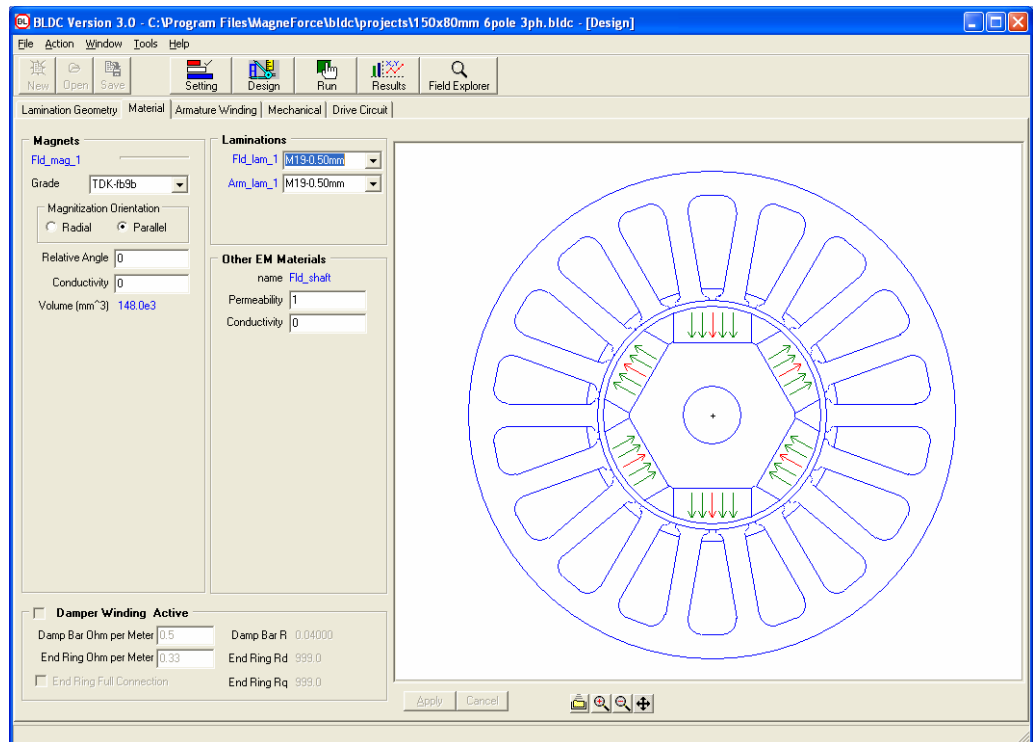 BL BLDC Version 3.0 - C:\Program Files\MagneForce\bldc\projects\150x80mm 6pole 3ph.bldc - [Design]
File Action Window Tools Help
New Open Save Setting Design Run Results Field Explorer
Lamination Geometry Material Armature Winding Mechanical Drive Circuit
Magnets
Fld_mag_1
Grade TDK-fb9b
Magnitization Orientation
Radial Parallel
Relative Angle 0
Conductivity 0
Volume (mm^3) 148.0e3
Laminations
Fld_lam_1 M19-0.50mm
Arm_lam_1 M19-0.50mm
Other EM Materials
name Fld_shaft
Permeability 1
Conductivity 0
Damper Winding Active
Damp Bar Ohm per Meter 0.5 Damp Bar R 0.04000
End Ring Ohm per Meter 0.33 End Ring Rd 999.0
End Ring Full Connection End Ring Rq 999.0
Apply Cancel